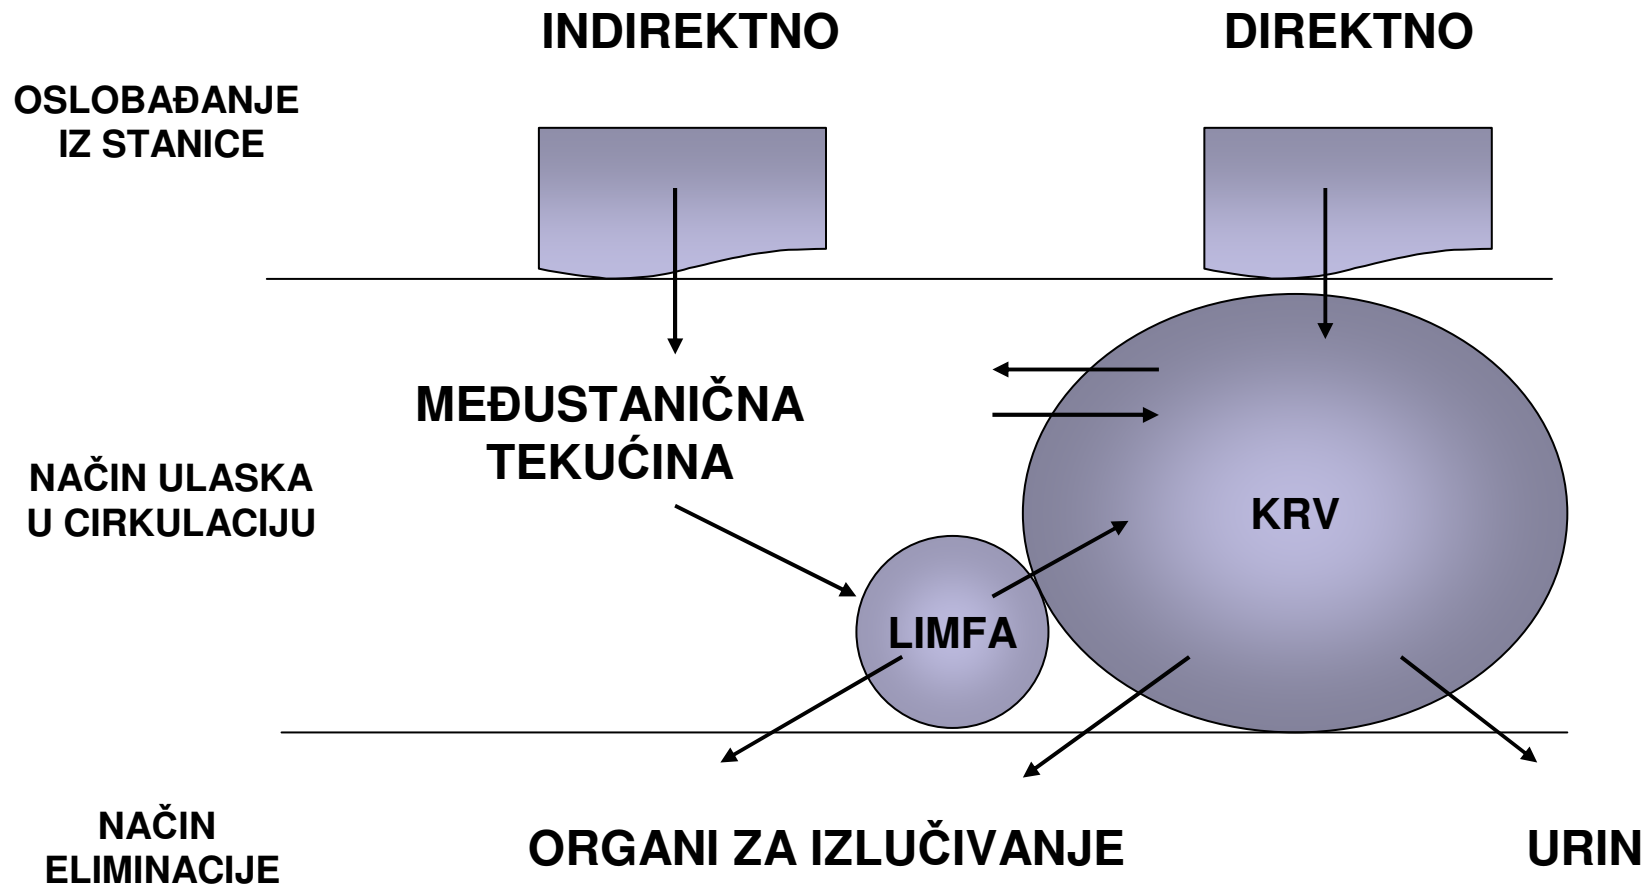 INDIREKTNO
DIREKTNO
OSLOBAĐANJE
IZ STANICE
MEĐUSTANIČNA
TEKUĆINA
NAČIN ULASKA
U CIRKULACIJU
KRV
LIMFA
NAČIN
ELIMINACIJE
ORGANI ZA IZLUČIVANJE
URIN